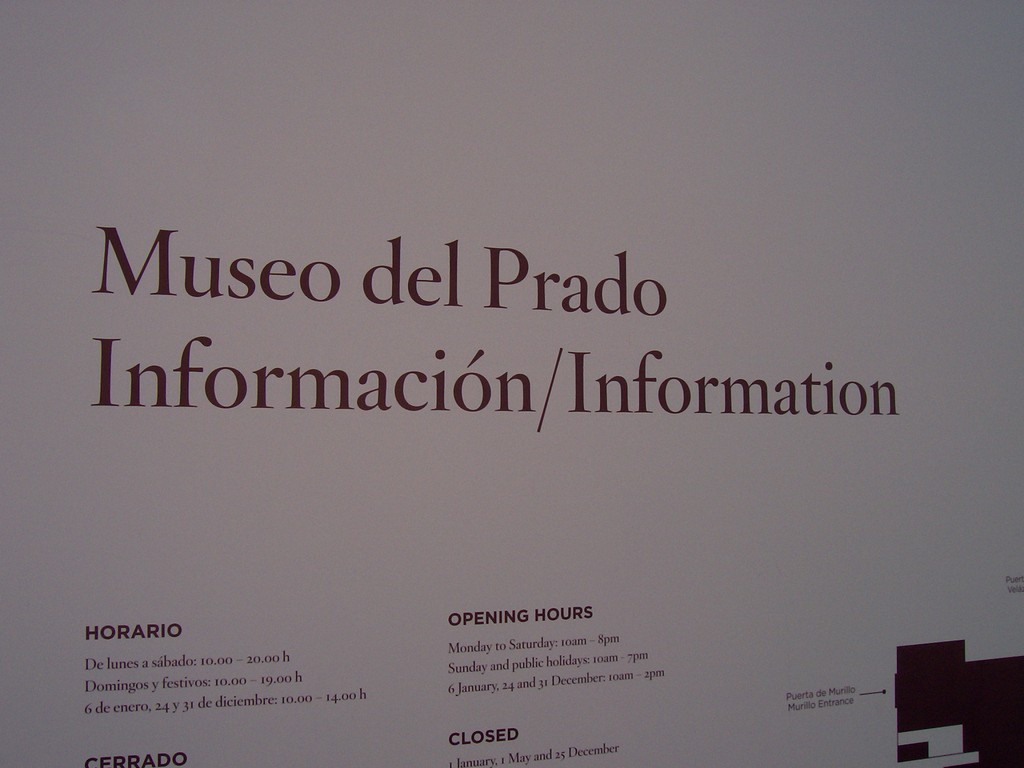 Museo del Prado
Información/Information
HORARIO
De lunes a sábado: 10.00 – 20.00 h
Domingos y festivos: 10.00 – 19.00 h
6 de enero, 24 y 31 de diciembre: 10.00 – 14.00 h
CERRADO
OPENING HOURS
Monday to Saturday: 10am – 8pm
Sunday and public holidays: 10am – 7pm
6 January, 24 and 31 December: 10am – 2pm
CLOSED
1 January, 1 May and 25 December
Puerta de Murillo
Murillo Entrance